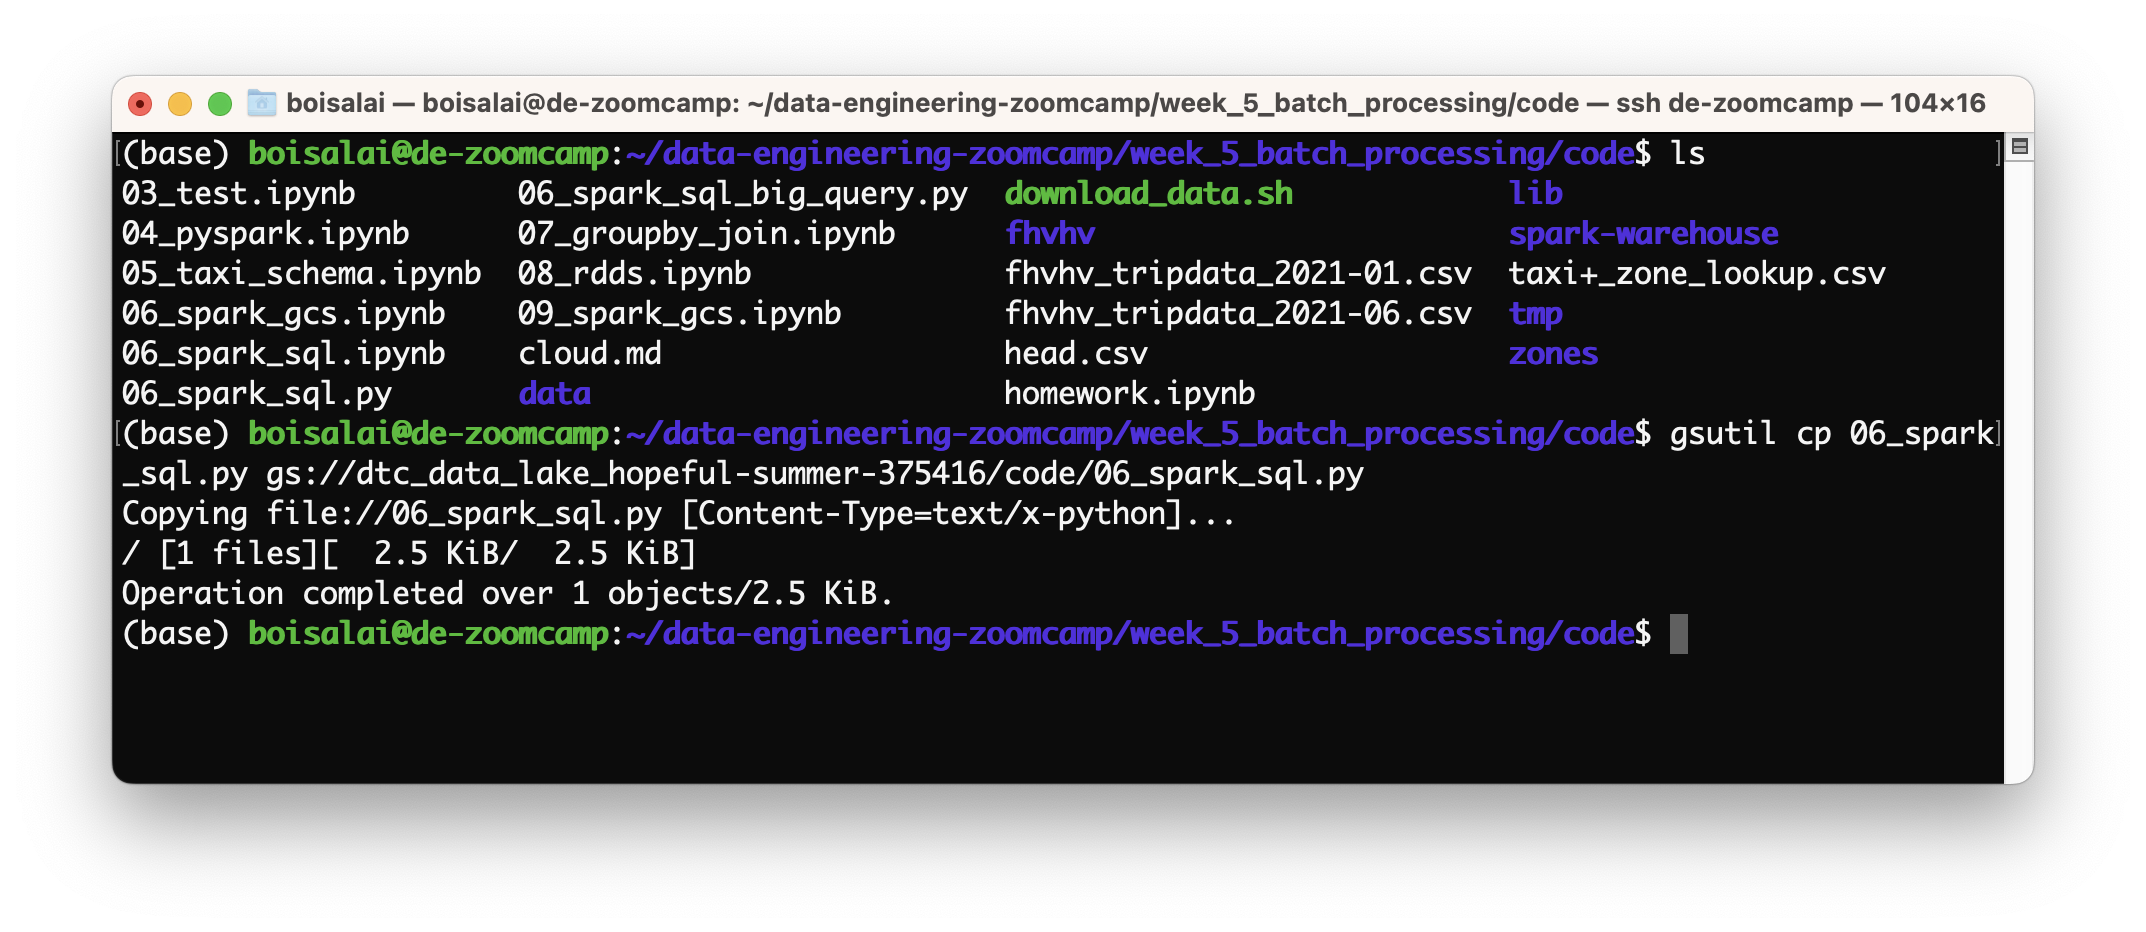 boisalai — boisalai@de-zoomcamp: ~/data-engineering-zoomcamp/week_5_batch_processing/code — ssh de-zoomcamp — 104×16
[(base) boisalai@de-zoomcamp:~/data-engineering-zoomcamp/week_5_batch_processing/code$ ls ]
03_test.ipynb 06_spark_sql_big_query.py download_data.sh lib
04_pyspark.ipynb 07_groupby_join.ipynb fhvhv spark-warehouse
05_taxi_schema.ipynb 08_rdds.ipynb fhvhv_tripdata_2021-01.csv taxi+_zone_lookup.csv
06_spark_gcs.ipynb 09_spark_gcs.ipynb fhvhv_tripdata_2021-06.csv tmp
06_spark_sql.ipynb cloud.md head.csv zones
06_spark_sql.py data homework.ipynb
[(base) boisalai@de-zoomcamp:~/data-engineering-zoomcamp/week_5_batch_processing/code$ gsutil cp 06_spark]
_sql.py gs://dtc_data_lake_hopeful-summer-375416/code/06_spark_sql.py
Copying file://06_spark_sql.py [Content-Type=text/x-python]...
/ [1 files][  2.5 KiB/  2.5 KiB]
Operation completed over 1 objects/2.5 KiB.
(base) boisalai@de-zoomcamp:~/data-engineering-zoomcamp/week_5_batch_processing/code$